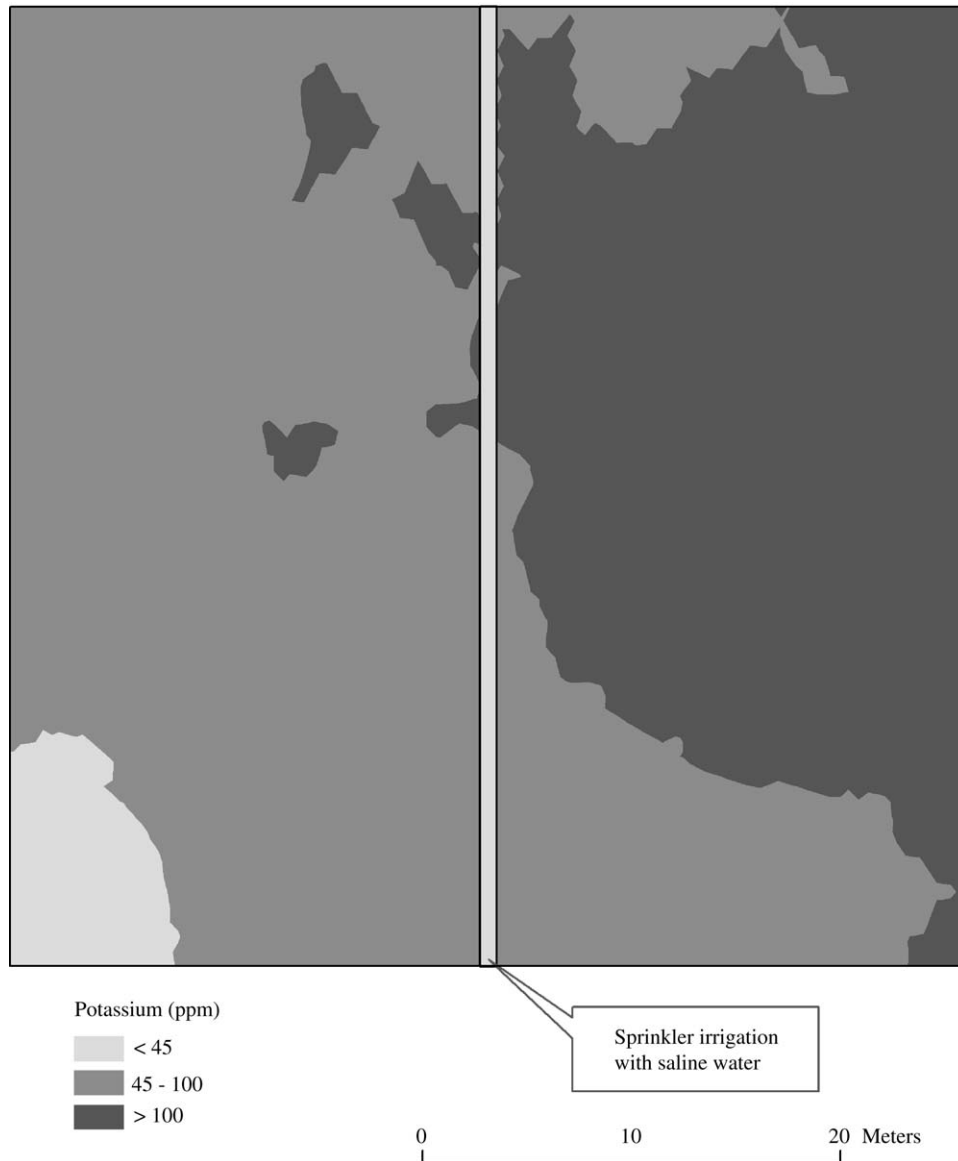 Potassium (ppm)
< 45
45 - 100
> 100
Sprinkler irrigation
with saline water
0 10 20 Meters